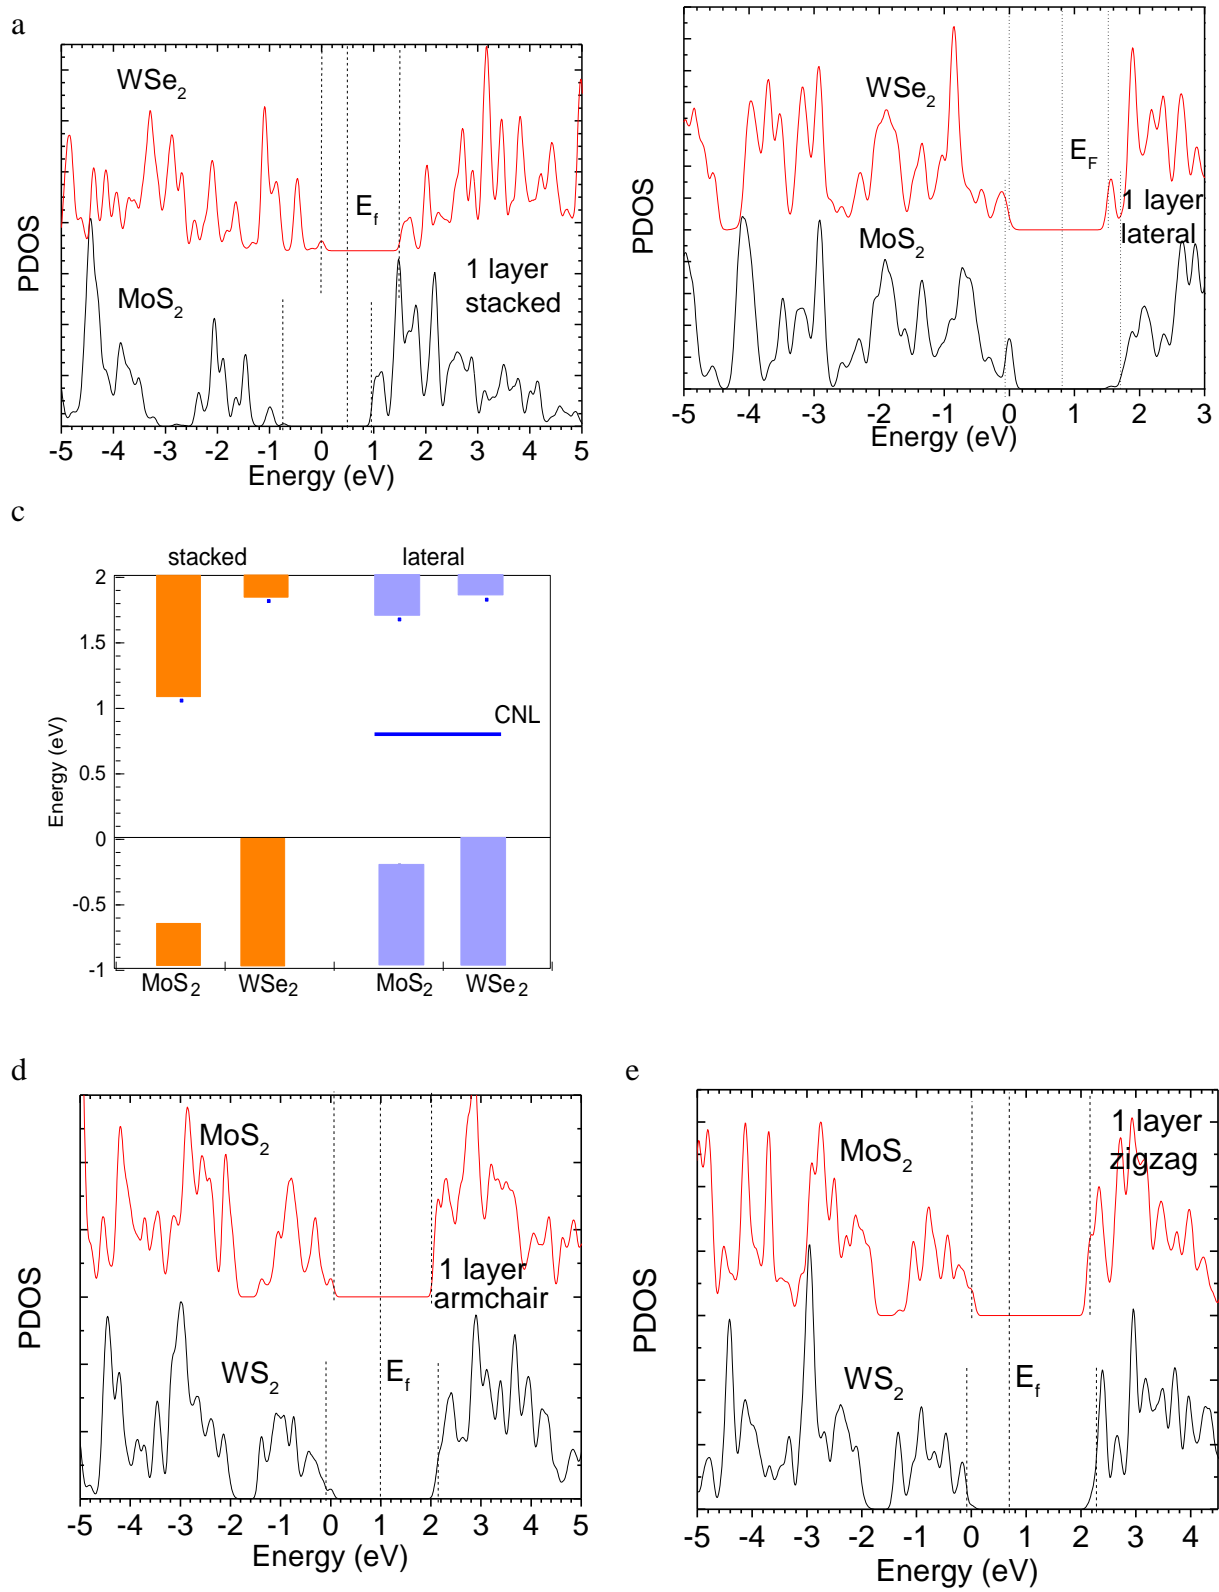 a
WSe2
Ef
1 layer
stacked
MoS2
PDOS
-5 -4 -3 -2 -1 0 1 2 3 4 5
Energy (eV)
WSe2
EF
1 layer
lateral
MoS2
PDOS
-5 -4 -3 -2 -1 0 1 2 3
Energy (eV)
c
stacked lateral
2
1.5
1
0.5
0
-0.5
-1
Energy (eV)
CNL
MoS2 WSe2 MoS2 WSe2
d
MoS2
1 layer
armchair
WS2
Ef
PDOS
-5 -4 -3 -2 -1 0 1 2 3 4 5
Energy (eV)
e
1 layer
zigzag
MoS2
WS2
Ef
PDOS
-5 -4 -3 -2 -1 0 1 2 3 4
Energy (eV)